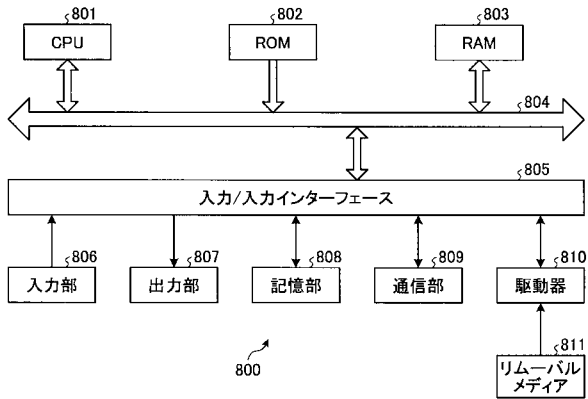 801
CPU
802
ROM
803
RAM
804
805
入力/入力インターフェース
806
入力部
807
出力部
808
記憶部
809
通信部
810
駆動器
800
811
リムーバル
メディア